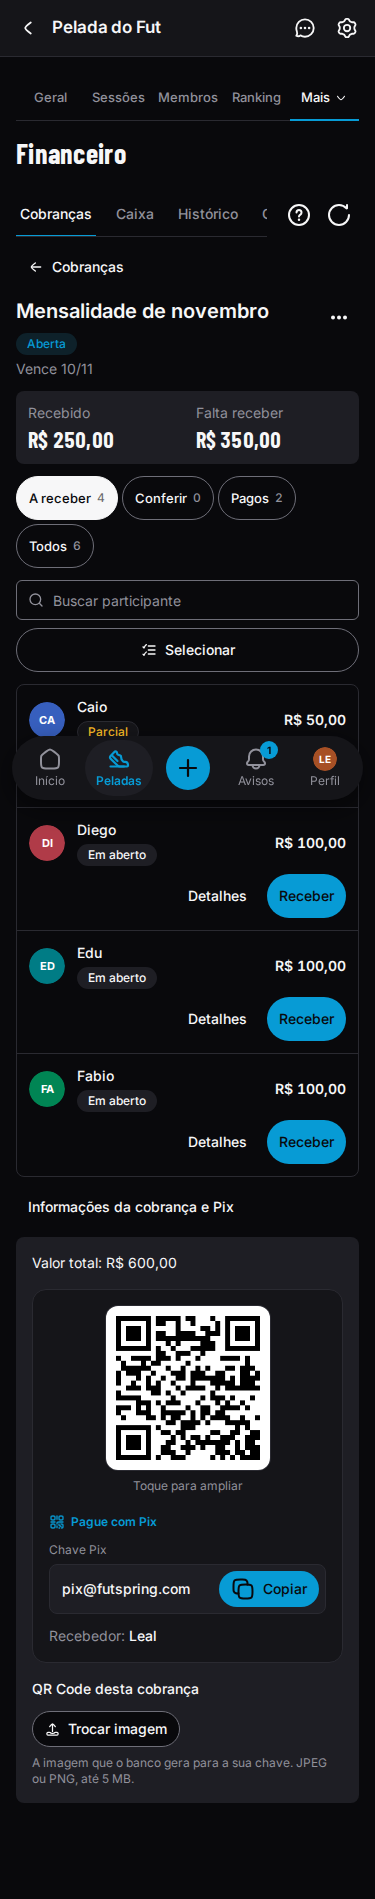 Pelada do Fut
Geral Sessões Membros Ranking Mais
Financeiro
Cobranças Caixa Histórico
Cobranças
Mensalidade de novembro
Aberta
Vence 10/11
Recebido Falta receber
R$ 250,00 R$ 350,00
A receber 4 Conferir 0 Pagos 2
Todos 6
Buscar participante
Selecionar
CA Caio R$ 50,00
Parcial
Início Peladas Avisos 1 LE Perfil
DI Diego R$ 100,00
Em aberto
Detalhes Receber
ED Edu R$ 100,00
Em aberto
Detalhes Receber
FA Fabio R$ 100,00
Em aberto
Detalhes Receber
Informações da cobrança e Pix
Valor total: R$ 600,00
Toque para ampliar
Pague com Pix
Chave Pix
pix@futspring.com Copiar
Recebedor: Leal
QR Code desta cobrança
Trocar imagem
A imagem que o banco gera para a sua chave. JPEG
ou PNG, até 5 MB.